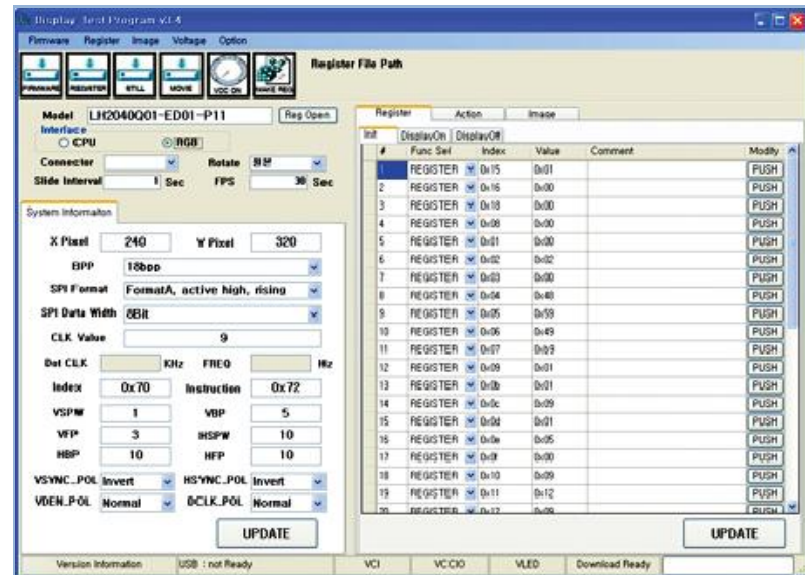 Display Test Program v3.4
Firmware Register Image Voltage Option
FIRMWARE REGISTER STILL MOVIE VCC ON MAKE REG Register File Path
Model LH2040Q01-ED01-P11 Reg Open
Interface
CPU RGB
Connector Rotate
Slide Interval 1 Sec FPS 30 Sec
System Informaiton
X Pixel 240 Y Pixel 320
BPP 18bpp
SPI Format FormatA, active high, rising
SPI Data Width 8Bit
CLK Value 9
Dot CLK KHz FREQ Hz
Index 0x70 Instruction 0x72
VSPW 1 VBP 5
VFP 3 HSPW 10
HBP 10 HFP 10
VSYNC_POL Invert HSYNC_POL Invert
VDEN_POL Normal DCLK_POL Normal
UPDATE
Register Action Image
Init DisplayOn DisplayOff
# Func Sel Index Value Comment Modify
1 REGISTER 0x15 0x01 PUSH
2 REGISTER 0x16 0x00 PUSH
3 REGISTER 0x18 0x00 PUSH
4 REGISTER 0x08 0x00 PUSH
5 REGISTER 0x01 0x00 PUSH
6 REGISTER 0x02 0x02 PUSH
7 REGISTER 0x03 0x00 PUSH
8 REGISTER 0x04 0x48 PUSH
9 REGISTER 0x05 0x59 PUSH
10 REGISTER 0x06 0x49 PUSH
11 REGISTER 0x07 0xb9 PUSH
12 REGISTER 0x09 0x01 PUSH
13 REGISTER 0x0b 0x01 PUSH
14 REGISTER 0x0c 0x09 PUSH
15 REGISTER 0x0d 0x01 PUSH
16 REGISTER 0x0e 0x05 PUSH
17 REGISTER 0x0f 0x00 PUSH
18 REGISTER 0x10 0x09 PUSH
19 REGISTER 0x11 0x12 PUSH
20 REGISTER 0x12 0x09 PUSH
UPDATE
Version Information USB : not Ready VCI VCCIO VLED Download Ready